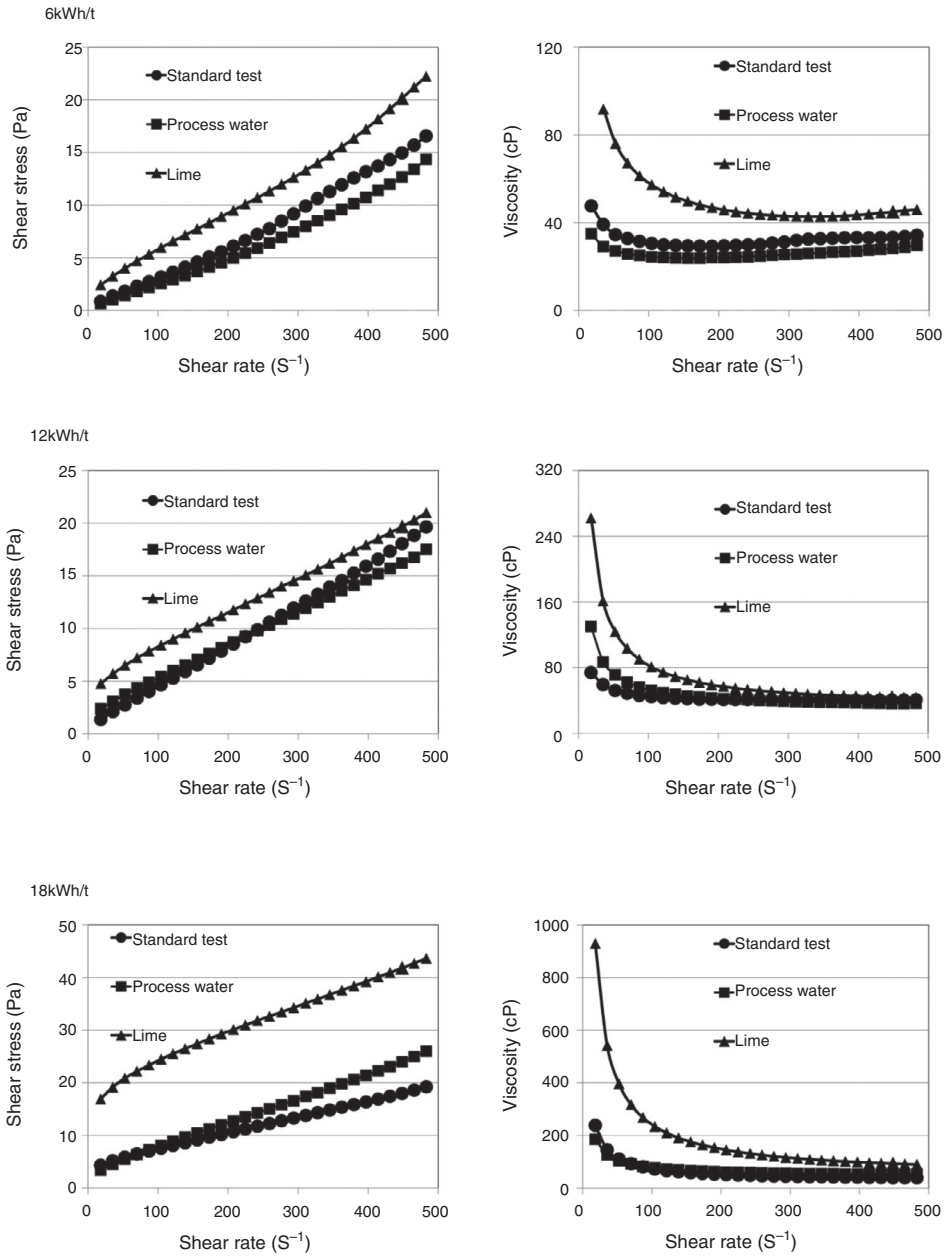 6kWh/t
25
20
15
10
5
0
0 100 200 300 400 500
Shear stress (Pa)
Shear rate (S⁻¹)
Standard test
Process water
Lime
120
80
40
0
0 100 200 300 400 500
Viscosity (cP)
Shear rate (S⁻¹)
Standard test
Process water
Lime
12kWh/t
25
20
15
10
5
0
0 100 200 300 400 500
Shear stress (Pa)
Shear rate (S⁻¹)
Standard test
Process water
Lime
320
240
160
80
0
0 100 200 300 400 500
Viscosity (cP)
Shear rate (S⁻¹)
Standard test
Process water
Lime
18kWh/t
50
40
30
20
10
0
0 100 200 300 400 500
Shear stress (Pa)
Shear rate (S⁻¹)
Standard test
Process water
Lime
1000
800
600
400
200
0
0 100 200 300 400 500
Viscosity (cP)
Shear rate (S⁻¹)
Standard test
Process water
Lime